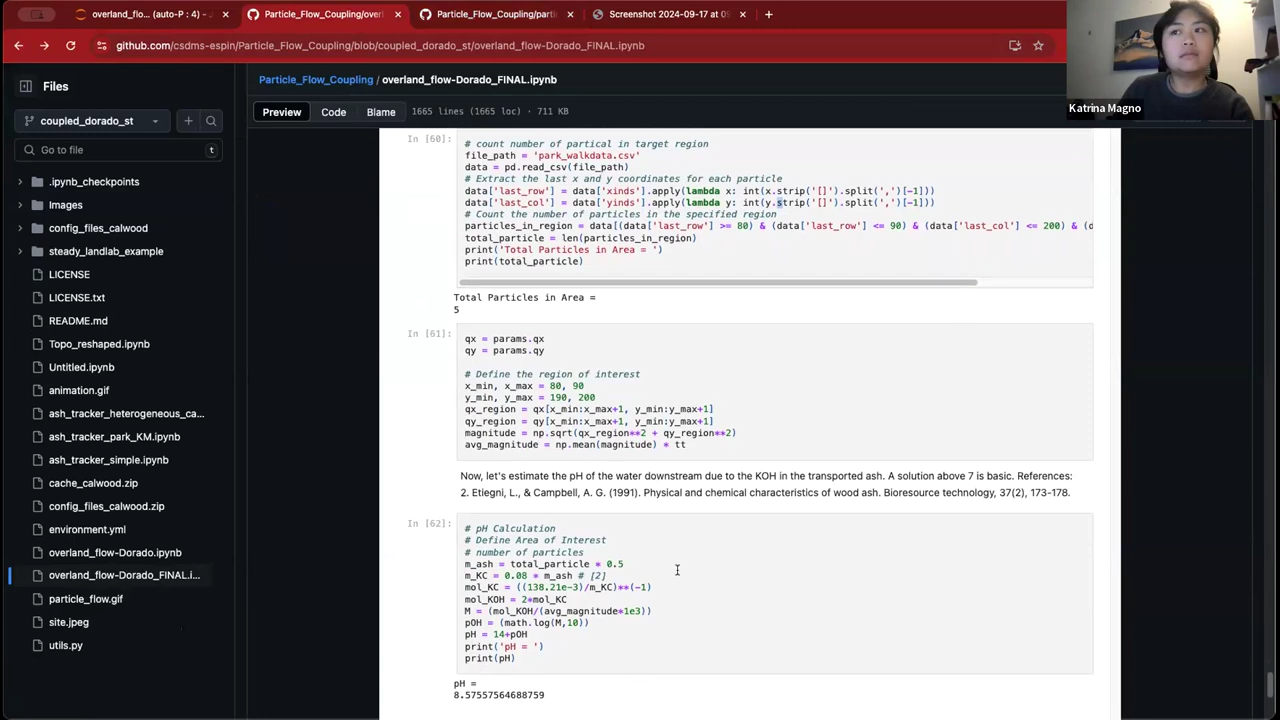 overland_flo... (auto-P : 4) - J
Particle_Flow_Coupling/overl
Particle_Flow_Coupling/parti
Screenshot 2024-09-17 at 09
github.com/csdms-espin/Particle_Flow_Coupling/blob/coupled_dorado_st/overland_flow-Dorado_FINAL.ipynb
Katrina Magno
Files
coupled_dorado_st
Go to file
t
.ipynb_checkpoints
Images
config_files_calwood
steady_landlab_example
LICENSE
LICENSE.txt
README.md
Topo_reshaped.ipynb
Untitled.ipynb
animation.gif
ash_tracker_heterogeneous_ca...
ash_tracker_park_KM.ipynb
ash_tracker_simple.ipynb
cache_calwood.zip
config_files_calwood.zip
environment.yml
overland_flow-Dorado.ipynb
overland_flow-Dorado_FINAL.i...
particle_flow.gif
site.jpeg
utils.py
Particle_Flow_Coupling / overland_flow-Dorado_FINAL.ipynb
Preview Code Blame 1665 lines (1665 loc) · 711 KB
In [60]:
# count number of partical in target region
file_path = 'park_walkdata.csv'
data = pd.read_csv(file_path)
# Extract the last x and y coordinates for each particle
data['last_row'] = data['xinds'].apply(lambda x: int(x.strip('[]').split(',')[-1]))
data['last_col'] = data['yinds'].apply(lambda y: int(y.strip('[]').split(',')[-1]))
# Count the number of particles in the specified region
particles_in_region = data[(data['last_row'] >= 80) & (data['last_row'] <= 90) & (data['last_col'] <= 200) & (d
total_particle = len(particles_in_region)
print('Total Particles in Area = ')
print(total_particle)
Total Particles in Area =
5
In [61]:
qx = params.qx
qy = params.qy
# Define the region of interest
x_min, x_max = 80, 90
y_min, y_max = 190, 200
qx_region = qx[x_min:x_max+1, y_min:y_max+1]
qy_region = qy[x_min:x_max+1, y_min:y_max+1]
magnitude = np.sqrt(qx_region**2 + qy_region**2)
avg_magnitude = np.mean(magnitude) * tt
Now, let's estimate the pH of the water downstream due to the KOH in the transported ash. A solution above 7 is basic. References:
2. Etiegni, L., & Campbell, A. G. (1991). Physical and chemical characteristics of wood ash. Bioresource technology, 37(2), 173-178.
In [62]:
# pH Calculation
# Define Area of Interest
# number of particles
m_ash = total_particle * 0.5
m_KC = 0.08 * m_ash # [2]
mol_KC = ((138.21e-3)/m_KC)**(-1)
mol_KOH = 2*mol_KC
M = (mol_KOH/(avg_magnitude*1e3))
pOH = (math.log(M,10))
pH = 14+pOH
print('pH = ')
print(pH)
pH =
8.57557564688759